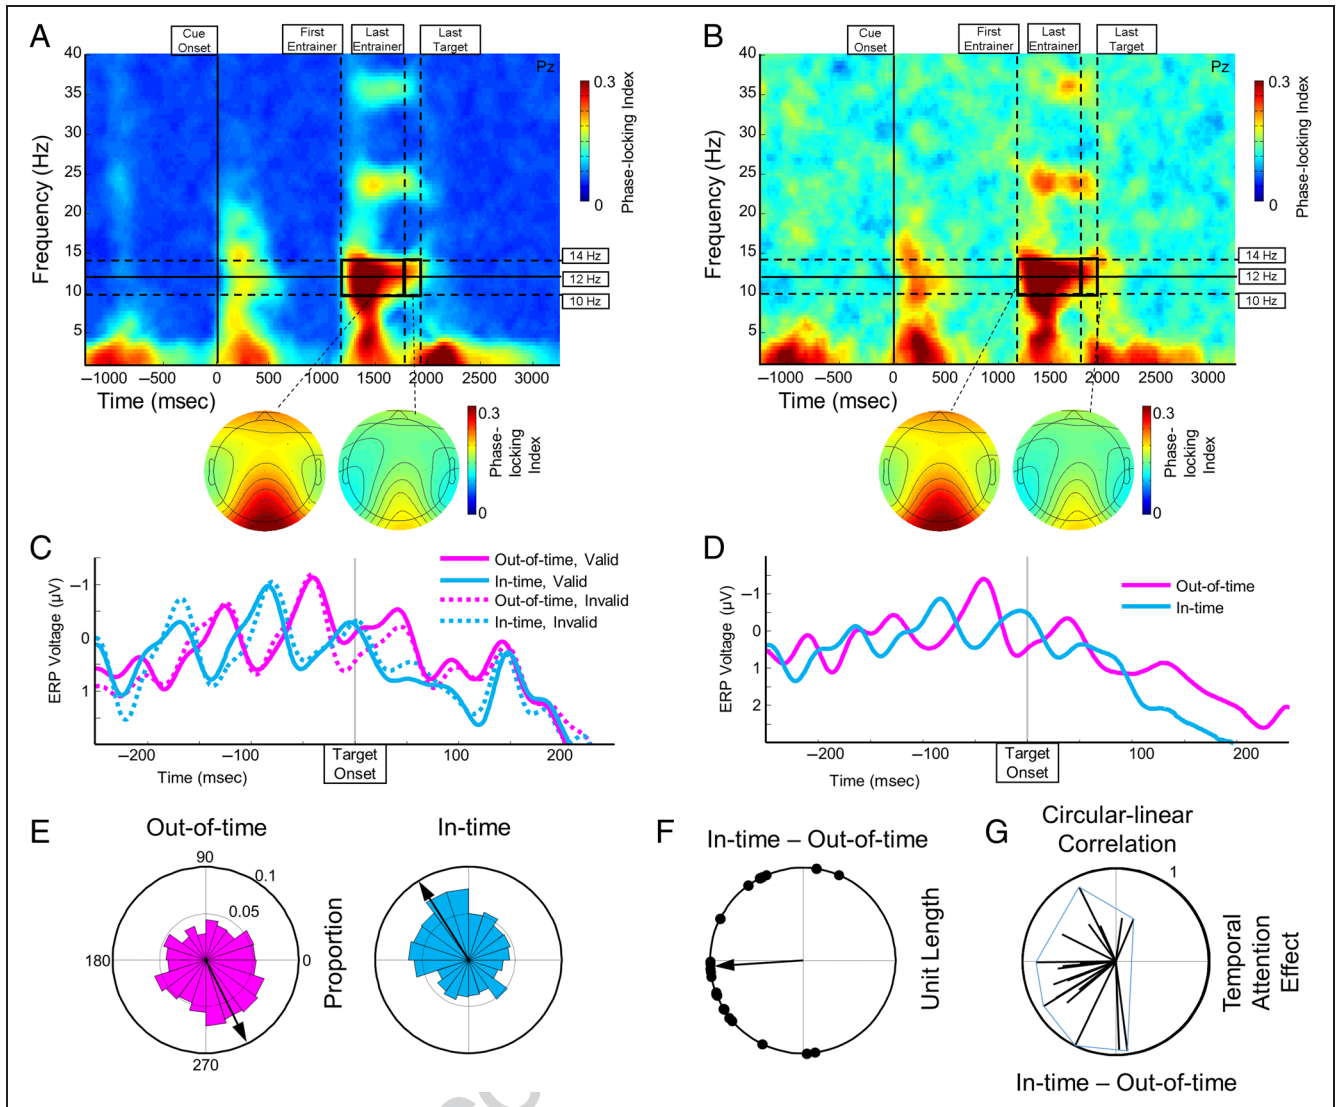 A
Cue
Onset
First
Entrainer
Last
Entrainer
Last
Target
Pz
40
35
30
25
20
15
10
5
Frequency (Hz)
0.3
0
Phase-locking Index
14 Hz
12 Hz
10 Hz
−1000 −500 0 500 1000 1500 2000 2500 3000
Time (msec)
0.3
0
Phase-
locking
Index
B
Cue
Onset
First
Entrainer
Last
Entrainer
Last
Target
Pz
40
35
30
25
20
15
10
5
Frequency (Hz)
0.3
0
Phase-locking Index
14 Hz
12 Hz
10 Hz
−1000 −500 0 500 1000 1500 2000 2500 3000
Time (msec)
0.3
0
Phase-
locking
Index
C
Out-of-time, Valid
In-time, Valid
Out-of-time, Invalid
In-time, Invalid
−1
0
1
ERP Voltage (µV)
−200 −100 100 200
Target
Onset
Time (msec)
D
Out-of-time
In-time
−1
0
1
2
ERP Voltage (µV)
−200 −100 100 200
Target
Onset
Time (msec)
E
Out-of-time
90
0.1
0.05
180
0
270
Proportion
In-time
F
In-time – Out-of-time
Unit Length
G
Circular-linear
Correlation
1
Temporal
Attention
Effect
In-time – Out-of-time